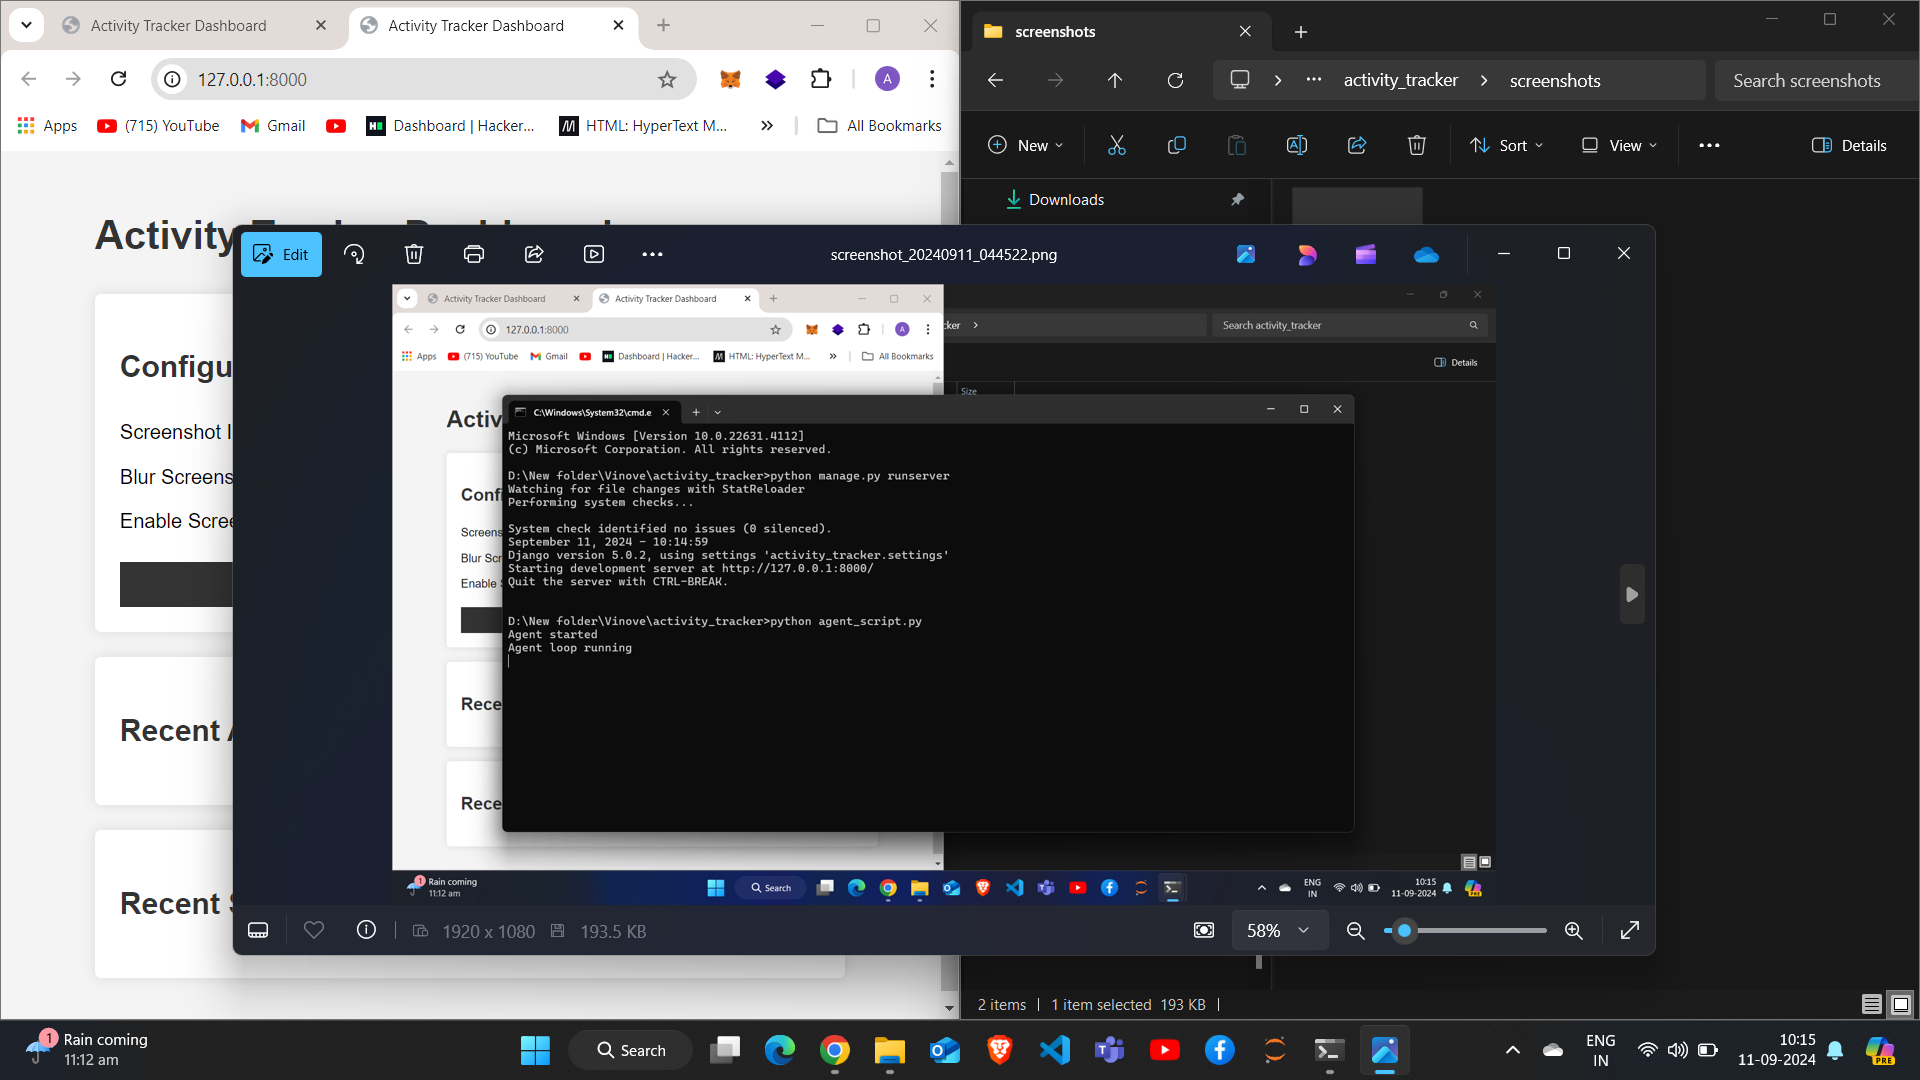 Activity Tracker Dashboard
Activity Tracker Dashboard
127.0.0.1:8000
A
Apps
(715) YouTube
Gmail
Dashboard | Hacker...
HTML: HyperText M...
All Bookmarks
Activity
Configu
Screenshot I
Blur Screens
Enable Scree
Recent A
Recent S
screenshots
activity_tracker
screenshots
Search screenshots
New
Sort
View
Details
Downloads
2 items
1 item selected 193 KB
Edit
screenshot_20240911_044522.png
Activity Tracker Dashboard
Activity Tracker Dashboard
127.0.0.1:8000
A
Apps
(715) YouTube
Gmail
Dashboard | Hacker...
HTML: HyperText M...
All Bookmarks
cker
Search activity_tracker
Details
Size
Activ
Confi
Screens
Blur Scr
Enable
Rece
Rece
C:\Windows\System32\cmd.e
Microsoft Windows [Version 10.0.22631.4112]
(c) Microsoft Corporation. All rights reserved.
D:\New folder\Vinove\activity_tracker>python manage.py runserver
Watching for file changes with StatReloader
Performing system checks...
System check identified no issues (0 silenced).
September 11, 2024 - 10:14:59
Django version 5.0.2, using settings 'activity_tracker.settings'
Starting development server at http://127.0.0.1:8000/
Quit the server with CTRL-BREAK.
D:\New folder\Vinove\activity_tracker>python agent_script.py
Agent started
Agent loop running
1
Rain coming
11:12 am
Search
ENG
IN
10:15
11-09-2024
1920 x 1080
193.5 KB
58%
1
Rain coming
11:12 am
Search
ENG
IN
10:15
11-09-2024
PRE